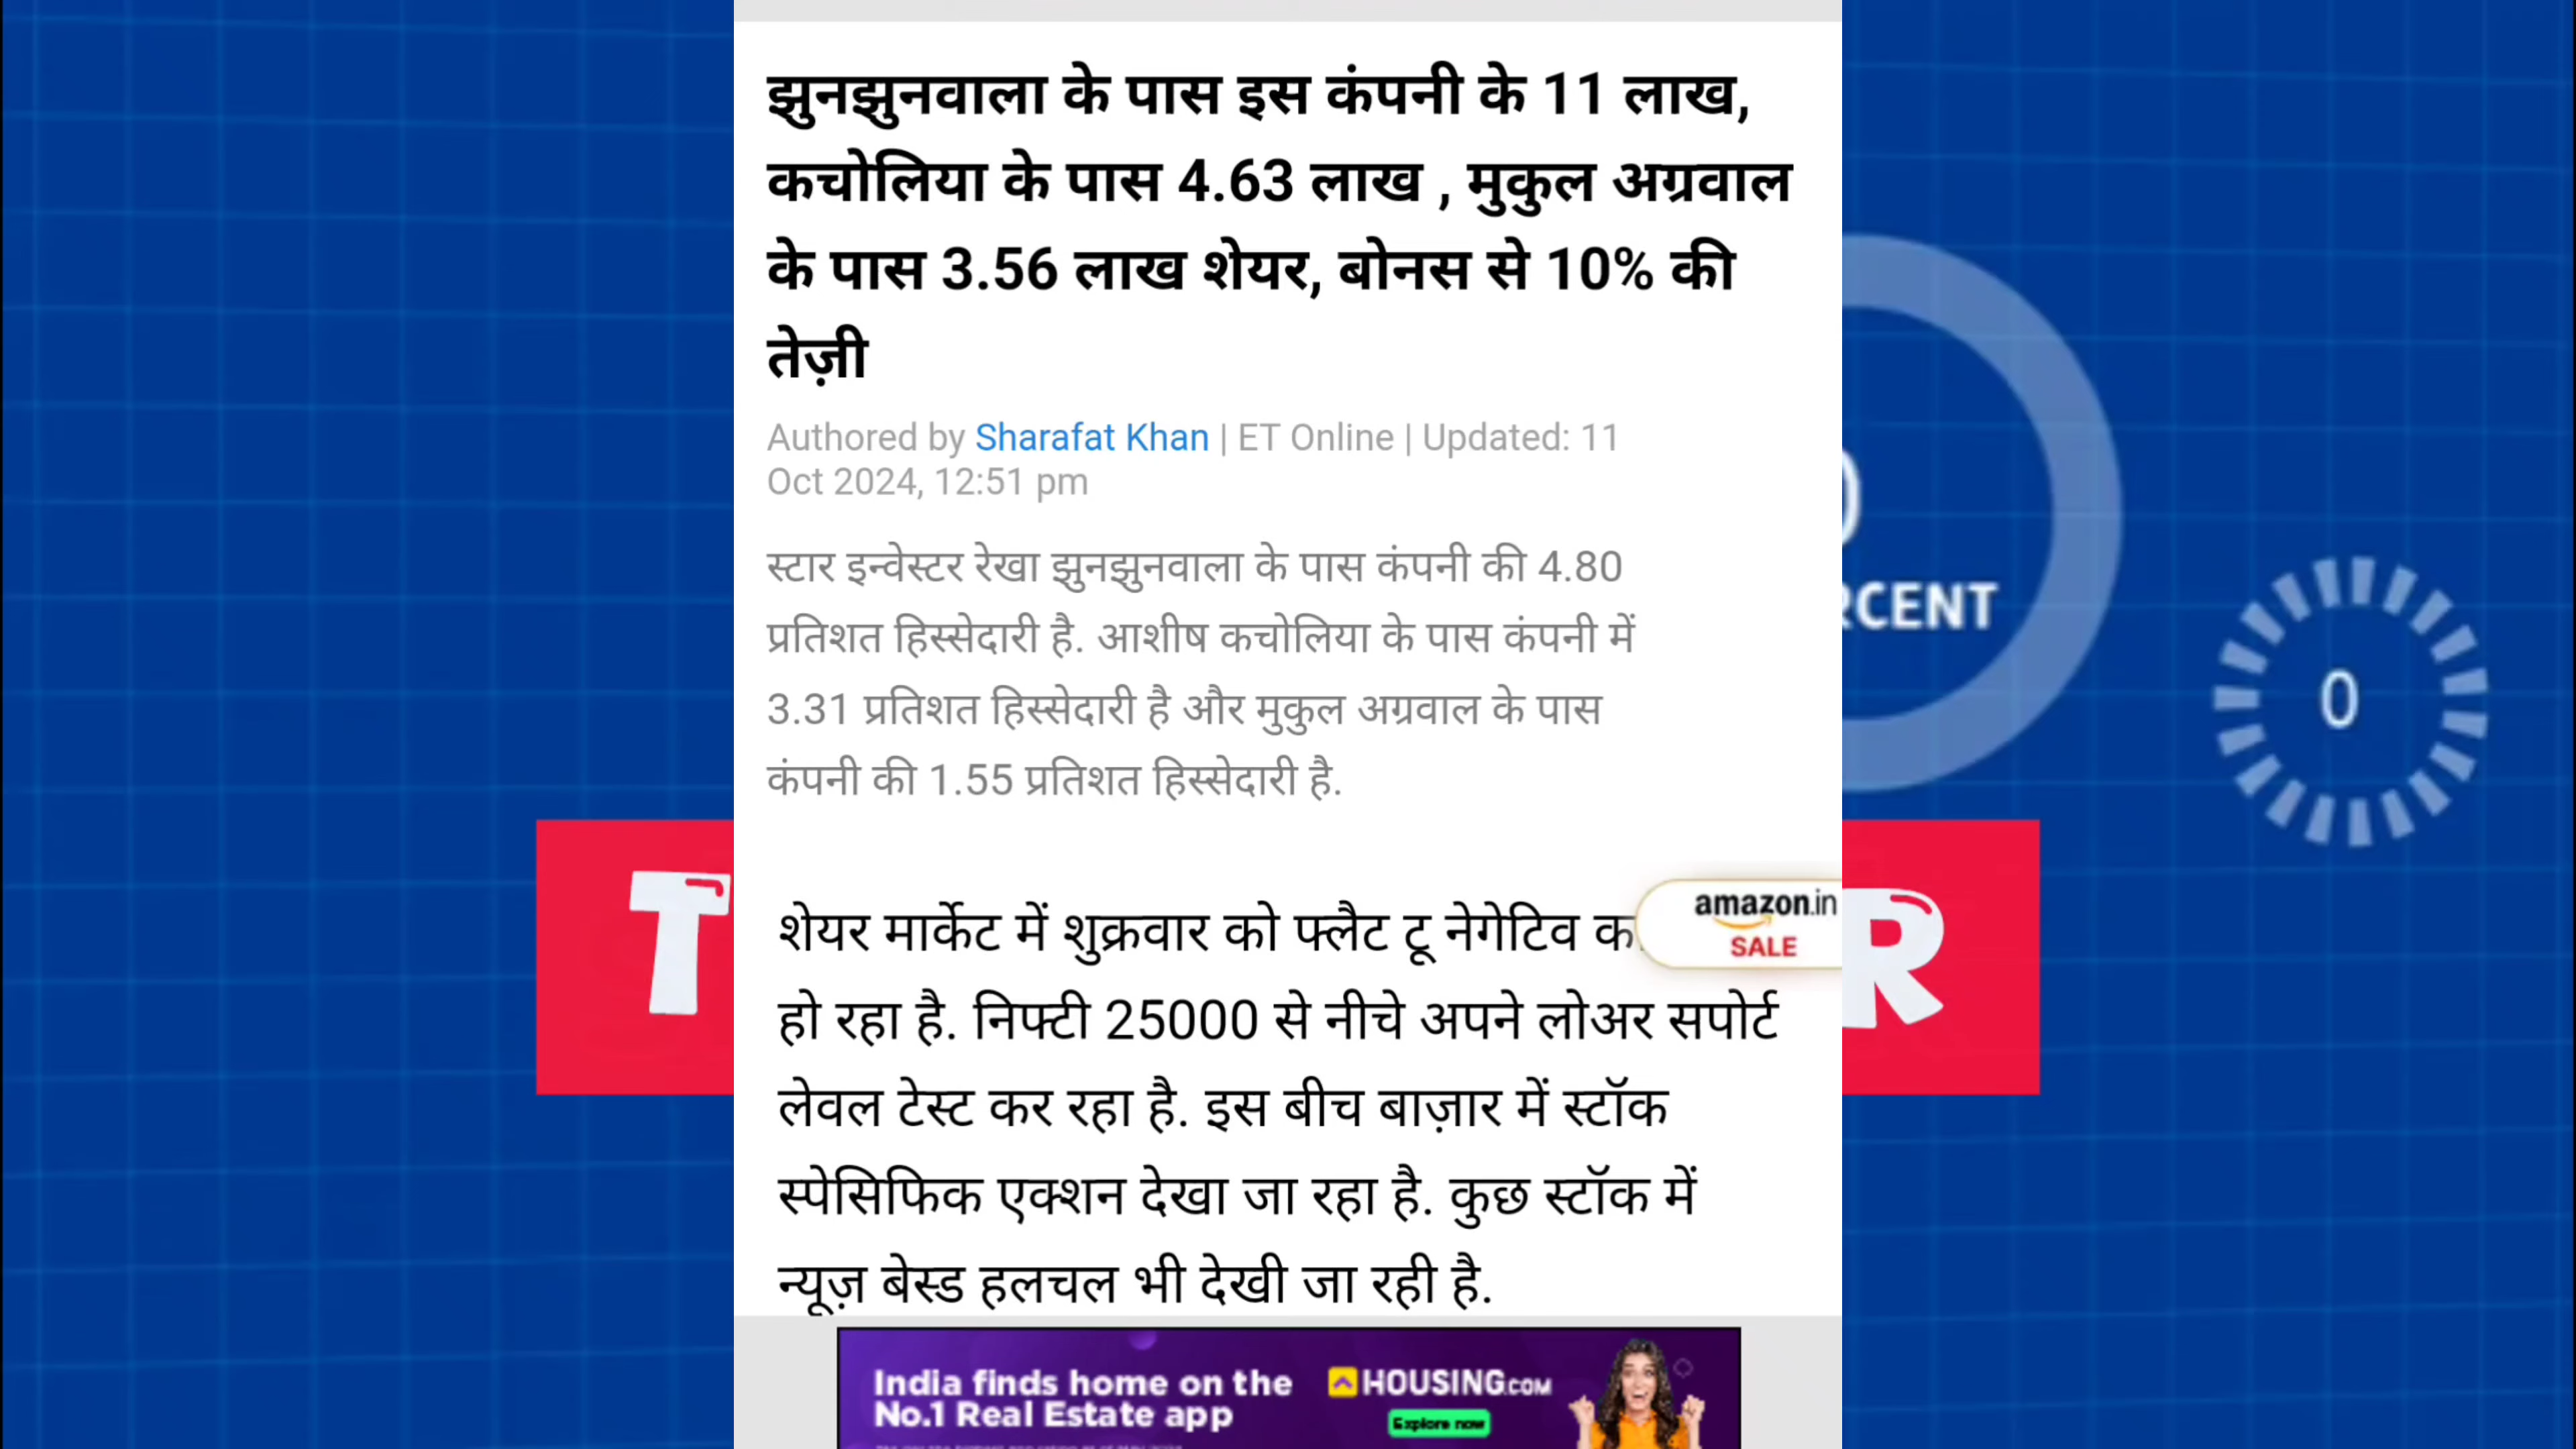 झुनझुनवाला के पास इस कंपनी के 11 लाख,
कचोलिया के पास 4.63 लाख , मुकुल अग्रवाल
के पास 3.56 लाख शेयर, बोनस से 10% की
तेज़ी
Authored by Sharafat Khan | ET Online | Updated: 11
Oct 2024, 12:51 pm
स्टार इन्वेस्टर रेखा झुनझुनवाला के पास कंपनी की 4.80
प्रतिशत हिस्सेदारी है. आशीष कचोलिया के पास कंपनी में
3.31 प्रतिशत हिस्सेदारी है और मुकुल अग्रवाल के पास
कंपनी की 1.55 प्रतिशत हिस्सेदारी है.
RCENT
0
T
R
amazon.in
SALE
शेयर मार्केट में शुक्रवार को फ्लैट टू नेगेटिव
हो रहा है. निफ्टी 25000 से नीचे अपने लोअर सपोर्ट
लेवल टेस्ट कर रहा है. इस बीच बाज़ार में स्टॉक
स्पेसिफिक एक्शन देखा जा रहा है. कुछ स्टॉक में
न्यूज़ बेस्ड हलचल भी देखी जा रही है.
India finds home on the
No.1 Real Estate app
HOUSING.COM
Explore now